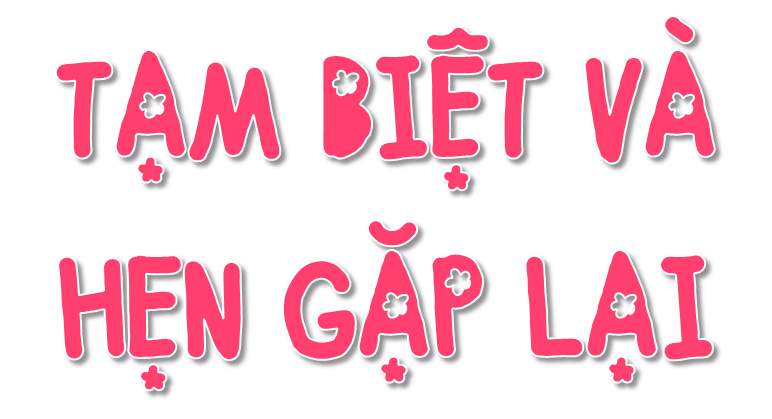 TẠM BIỆT VÀ
HẸN GẶP LẠI